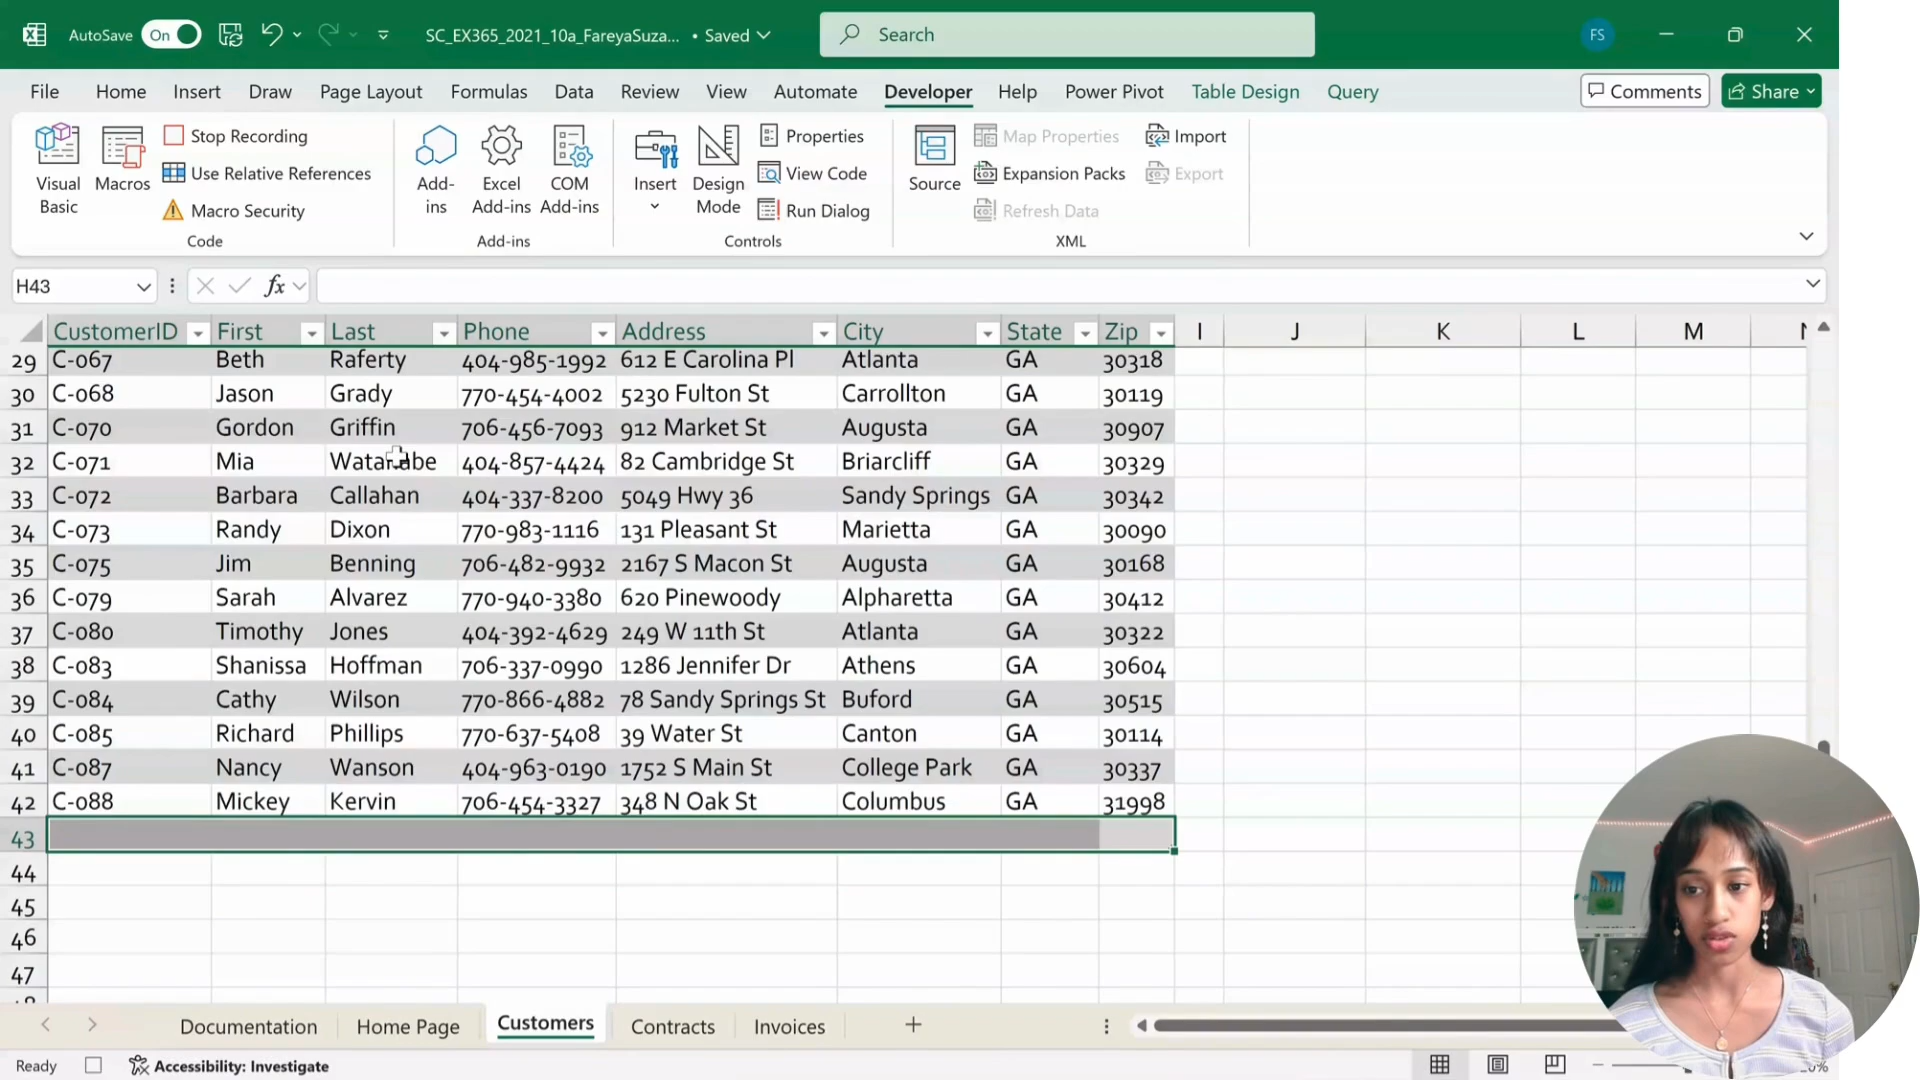 AutoSave On SC_EX365_2021_10a_FareyaSuza... • Saved Search FS
File Home Insert Draw Page Layout Formulas Data Review View Automate Developer Help Power Pivot Table Design Query Comments Share
Visual Basic
Macros
Stop Recording
Use Relative References
Macro Security
Code
Add-ins
Excel Add-ins
COM Add-ins
Add-ins
Insert
Design Mode
Properties
View Code
Run Dialog
Controls
Source
Map Properties
Expansion Packs
Refresh Data
Import
Export
XML
H43 fx
CustomerID First Last Phone Address City State Zip I J K L M
29 C-067 Beth Raferty 404-985-1992 612 E Carolina Pl Atlanta GA 30318
30 C-068 Jason Grady 770-454-4002 5230 Fulton St Carrollton GA 30119
31 C-070 Gordon Griffin 706-456-7093 912 Market St Augusta GA 30907
32 C-071 Mia Watanabe 404-857-4424 82 Cambridge St Briarcliff GA 30329
33 C-072 Barbara Callahan 404-337-8200 5049 Hwy 36 Sandy Springs GA 30342
34 C-073 Randy Dixon 770-983-1116 131 Pleasant St Marietta GA 30090
35 C-075 Jim Benning 706-482-9932 2167 S Macon St Augusta GA 30168
36 C-079 Sarah Alvarez 770-940-3380 620 Pinewoody Alpharetta GA 30412
37 C-080 Timothy Jones 404-392-4629 249 W 11th St Atlanta GA 30322
38 C-083 Shanissa Hoffman 706-337-0990 1286 Jennifer Dr Athens GA 30604
39 C-084 Cathy Wilson 770-866-4882 78 Sandy Springs St Buford GA 30515
40 C-085 Richard Phillips 770-637-5408 39 Water St Canton GA 30114
41 C-087 Nancy Wanson 404-963-0190 1752 S Main St College Park GA 30337
42 C-088 Mickey Kervin 706-454-3327 348 N Oak St Columbus GA 31998
43
44
45
46
47
Documentation Home Page Customers Contracts Invoices
Ready Accessibility: Investigate